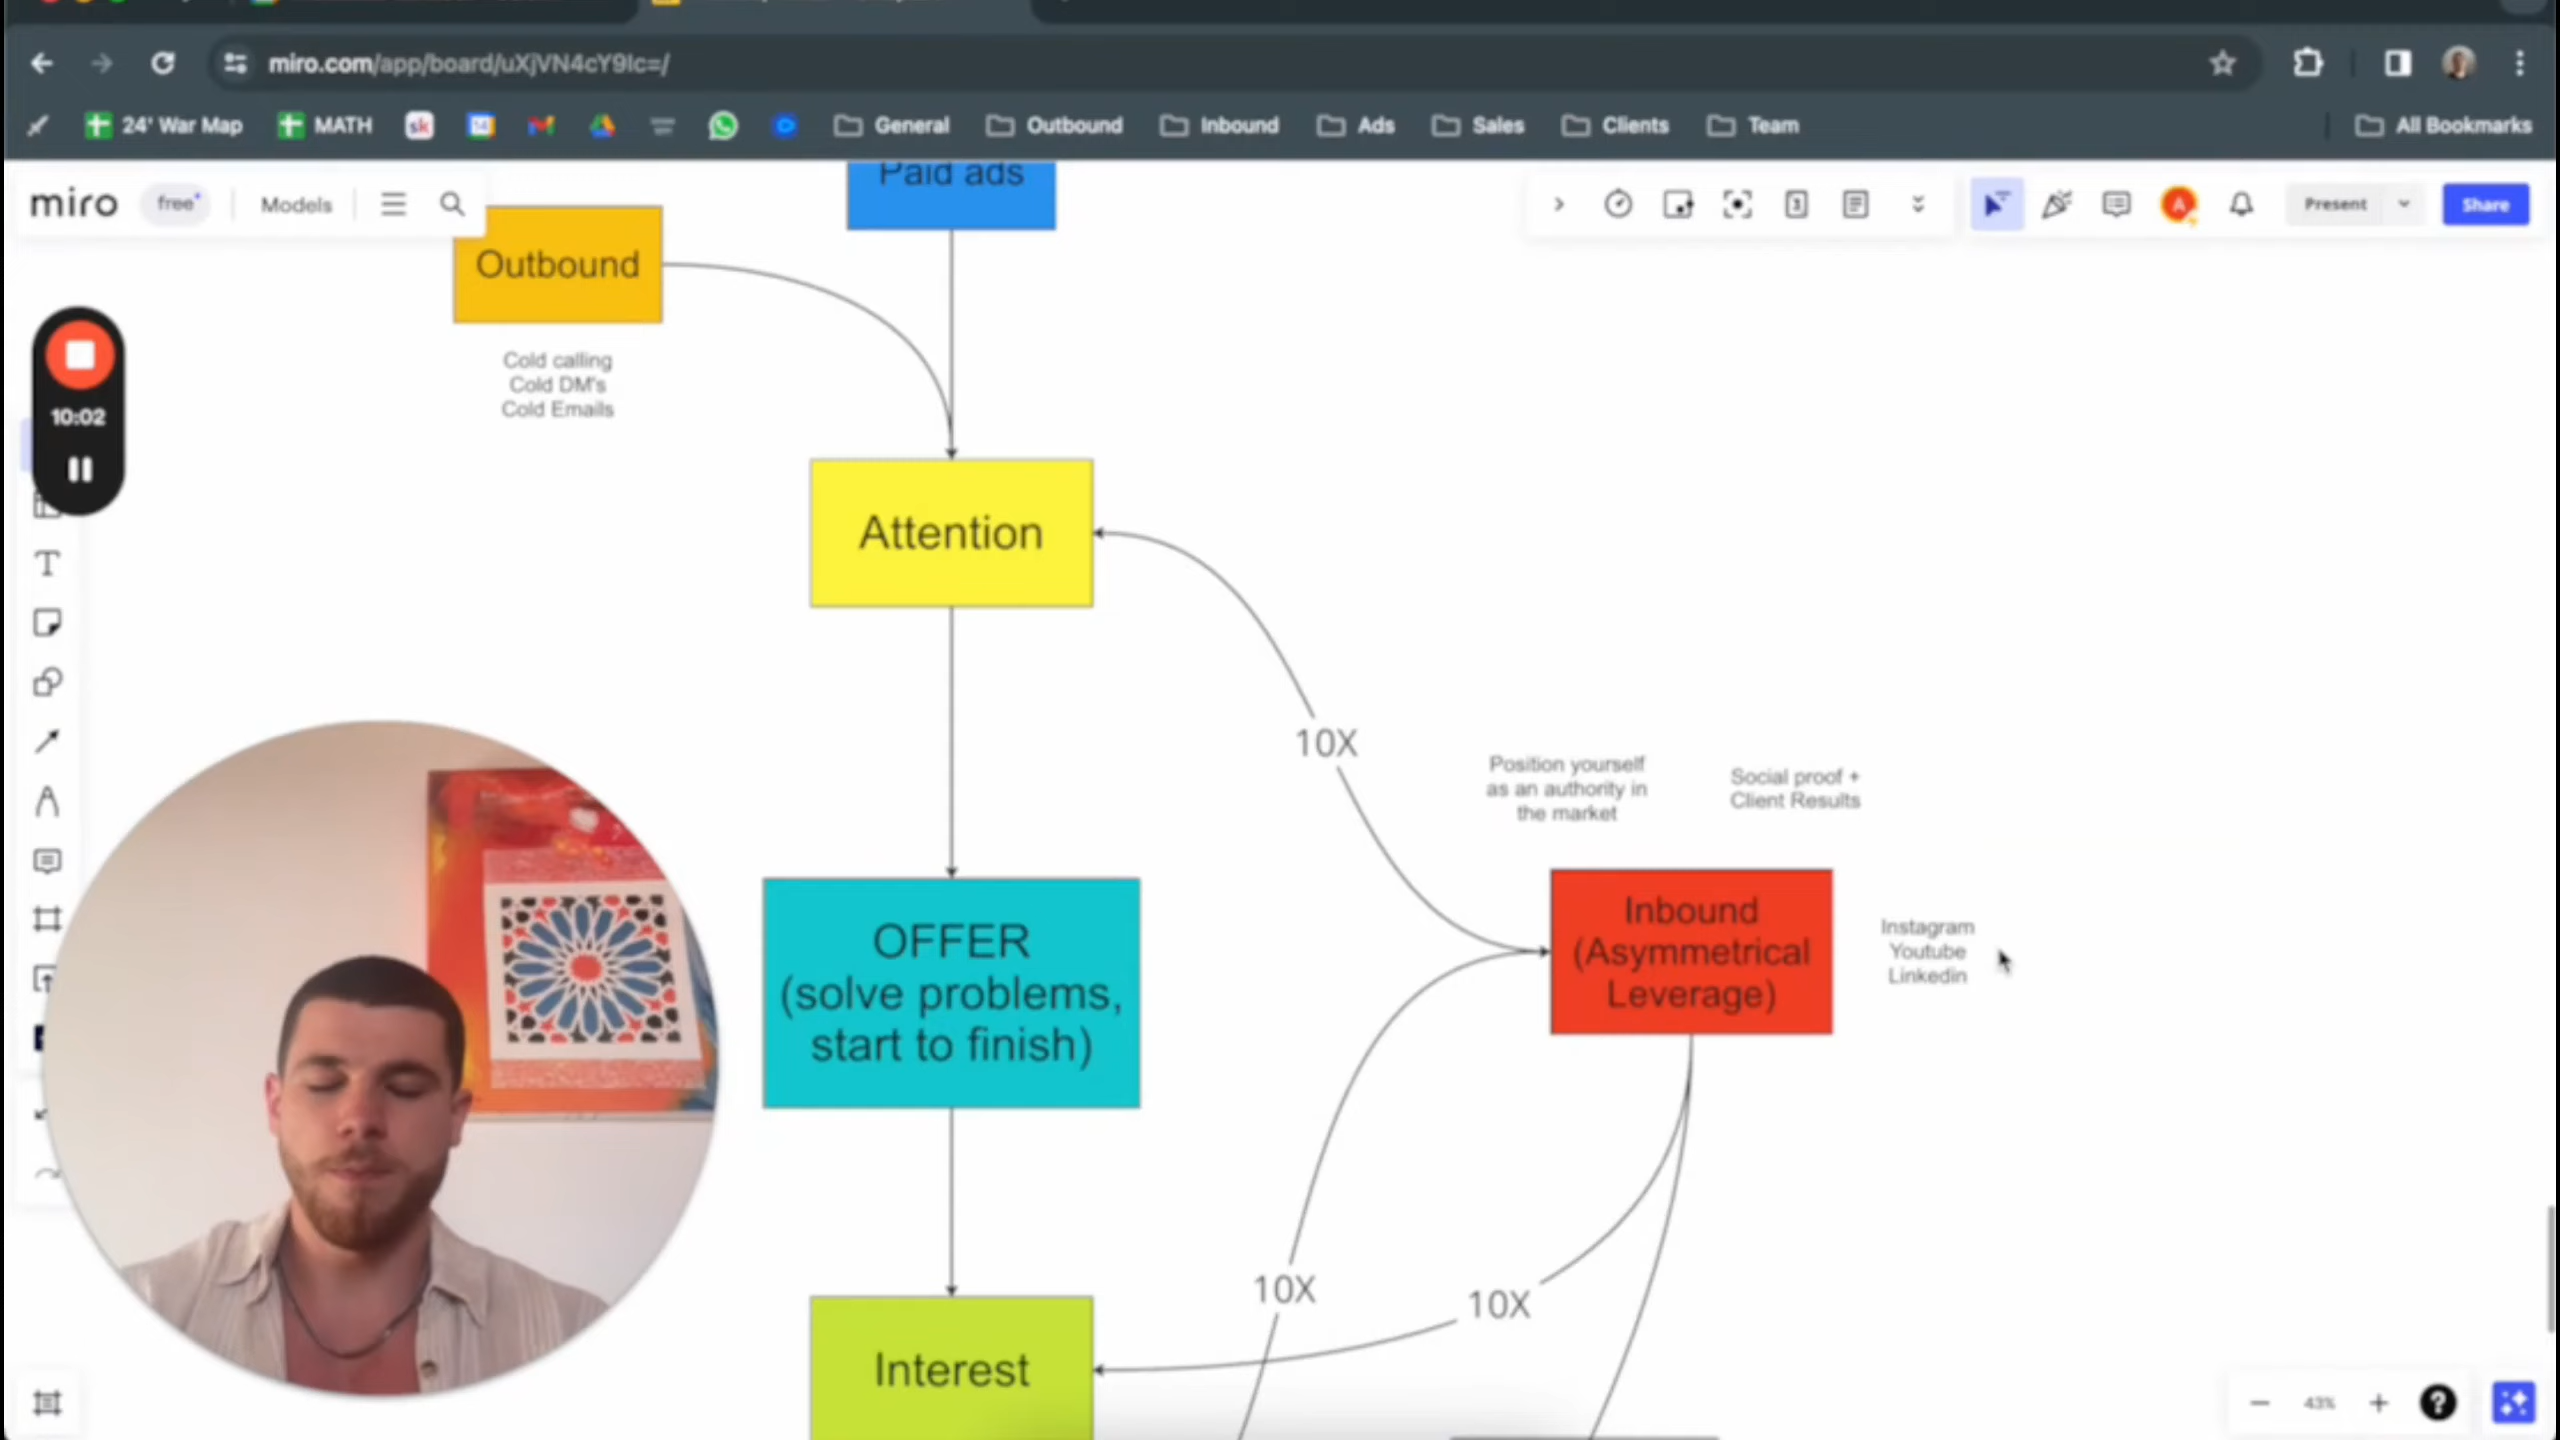 miro.com/app/board/uXjVN4cY9Ic=/
24' War Map
MATH
sk
General
Outbound
Inbound
Ads
Sales
Clients
Team
All Bookmarks
miro
free
Models
Present
Share
A
Paid ads
Outbound
Cold calling
Cold DM's
Cold Emails
10:02
Attention
10X
Position yourself
as an authority in
the market
Social proof +
Client Results
OFFER
(solve problems,
start to finish)
Inbound
(Asymmetrical
Leverage)
Instagram
Youtube
Linkedin
10X
10X
Interest
43%